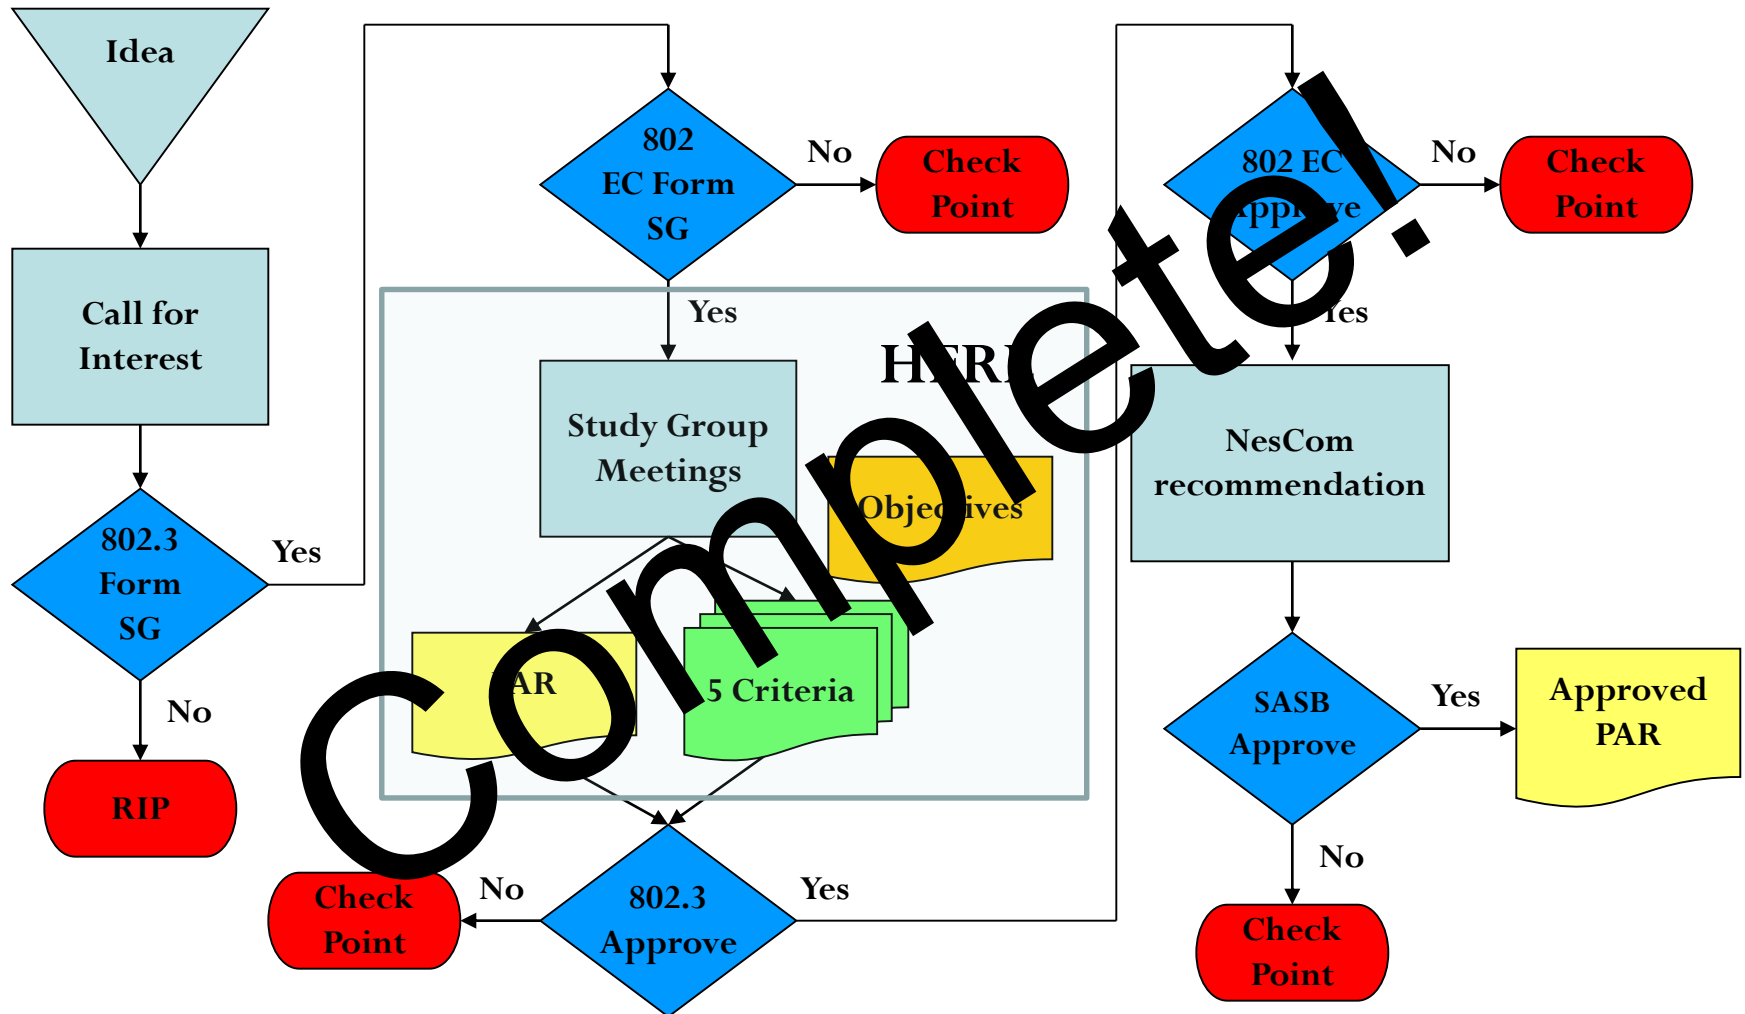 Idea
Call for
Interest
802.3
Form
SG
Yes
No
RIP
802
EC Form
SG
No
Check
Point
Yes
HERE
Study Group
Meetings
Objectives
PAR
5 Criteria
802.3
Approve
No
Check
Point
Yes
802 EC
Approve
No
Check
Point
Yes
NesCom
recommendation
SASB
Approve
Yes
Approved
PAR
No
Check
Point
Complete!